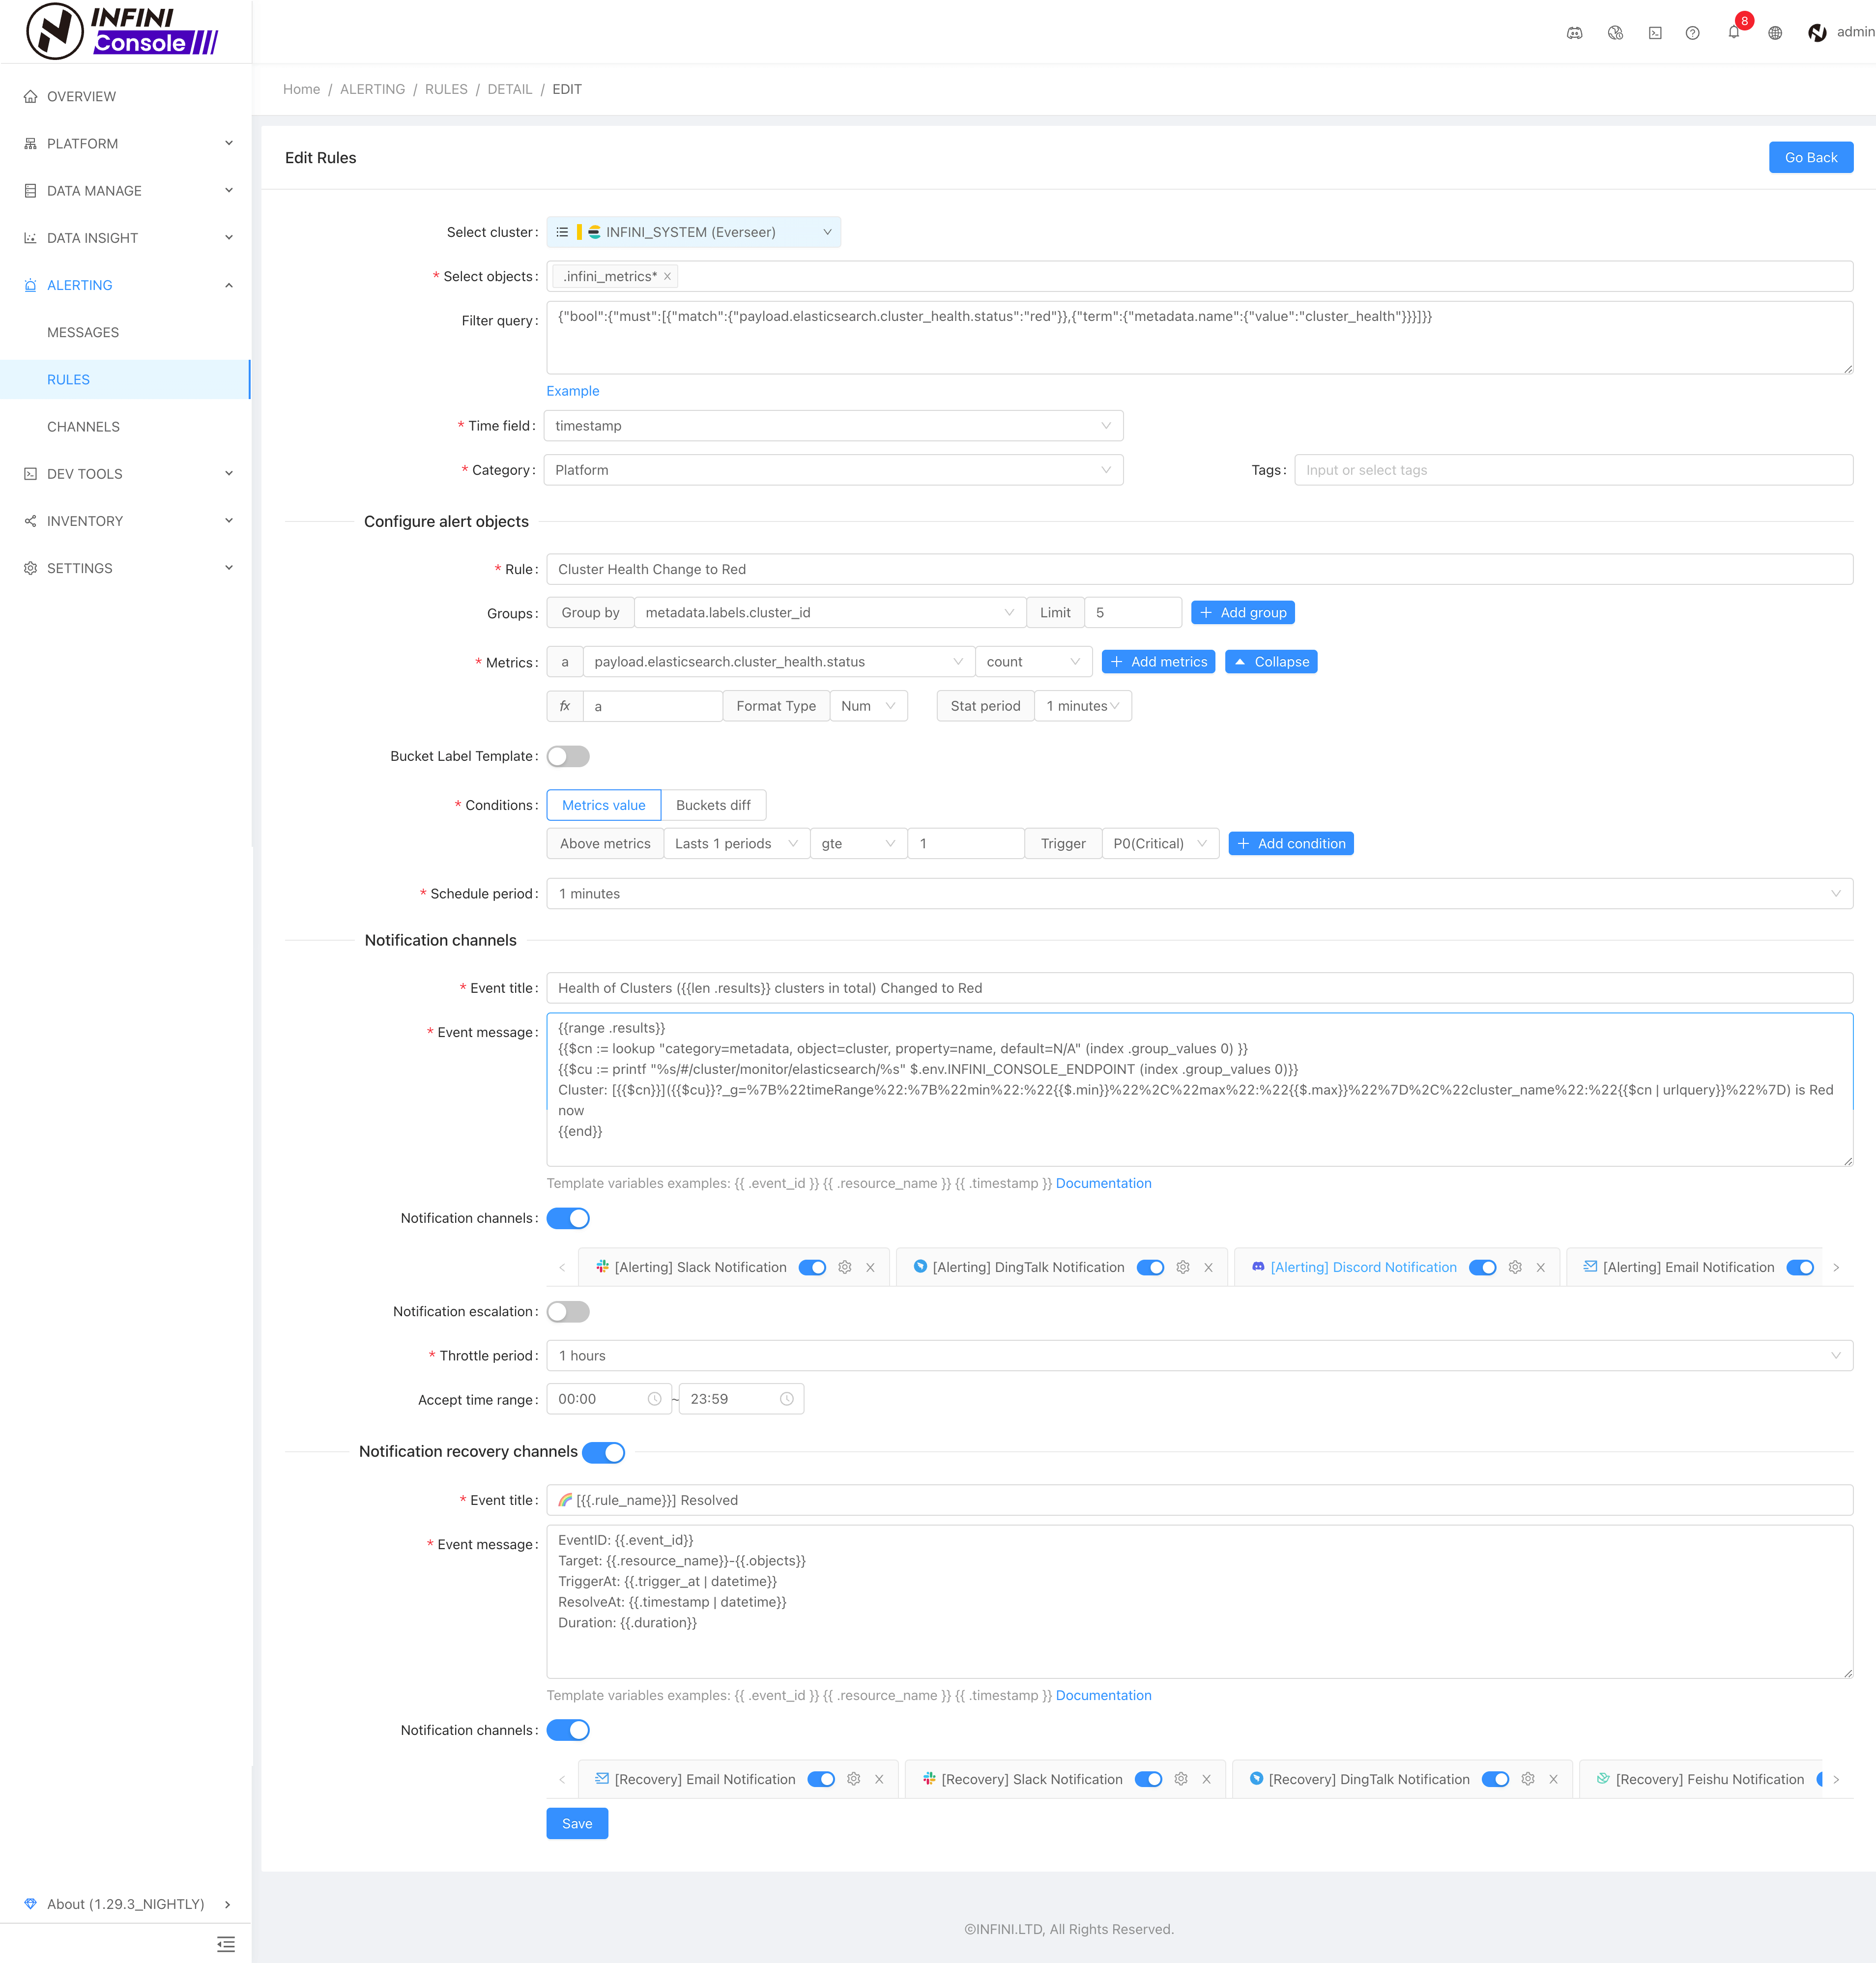 INFINI
Console
8
admin
OVERVIEW
PLATFORM
DATA MANAGE
DATA INSIGHT
ALERTING
MESSAGES
RULES
CHANNELS
DEV TOOLS
INVENTORY
SETTINGS
Home / ALERTING / RULES / DETAIL / EDIT
Edit Rules
Go Back
Select cluster: INFINI_SYSTEM (Everseer)
* Select objects: .infini_metrics*
Filter query: {"bool":{"must":[{"match":{"payload.elasticsearch.cluster_health.status":"red"}},{"term":{"metadata.name":{"value":"cluster_health"}}}]}}
Example
* Time field: timestamp
* Category: Platform Tags: Input or select tags
Configure alert objects
* Rule: Cluster Health Change to Red
Groups: Group by metadata.labels.cluster_id Limit 5 Add group
* Metrics: a payload.elasticsearch.cluster_health.status count Add metrics Collapse
fx a Format Type Num Stat period 1 minutes
Bucket Label Template:
* Conditions: Metrics value Buckets diff
Above metrics Lasts 1 periods gte 1 Trigger P0(Critical) Add condition
* Schedule period: 1 minutes
Notification channels
* Event title: Health of Clusters ({{len .results}} clusters in total) Changed to Red
* Event message: {{range .results}}
{{$cn := lookup "category=metadata, object=cluster, property=name, default=N/A" (index .group_values 0) }}
{{$cu := printf "%s/#/cluster/monitor/elasticsearch/%s" $.env.INFINI_CONSOLE_ENDPOINT (index .group_values 0)}}
Cluster: [{{$cn}}]({{$cu}}?_g=%7B%22timeRange%22:%7B%22min%22:%22{{$.min}}%22%2C%22max%22:%22{{$.max}}%22%7D%2C%22cluster_name%22:%22{{$cn | urlquery}}%22%7D) is Red
now
{{end}}
Template variables examples: {{ .event_id }} {{ .resource_name }} {{ .timestamp }} Documentation
Notification channels:
[Alerting] Slack Notification [Alerting] DingTalk Notification [Alerting] Discord Notification [Alerting] Email Notification
Notification escalation:
* Throttle period: 1 hours
Accept time range: 00:00 ~ 23:59
Notification recovery channels
* Event title: 🌈 [{{.rule_name}}] Resolved
* Event message: EventID: {{.event_id}}
Target: {{.resource_name}}-{{.objects}}
TriggerAt: {{.trigger_at | datetime}}
ResolveAt: {{.timestamp | datetime}}
Duration: {{.duration}}
Template variables examples: {{ .event_id }} {{ .resource_name }} {{ .timestamp }} Documentation
Notification channels:
[Recovery] Email Notification [Recovery] Slack Notification [Recovery] DingTalk Notification [Recovery] Feishu Notification
Save
About (1.29.3_NIGHTLY)
©INFINI.LTD, All Rights Reserved.